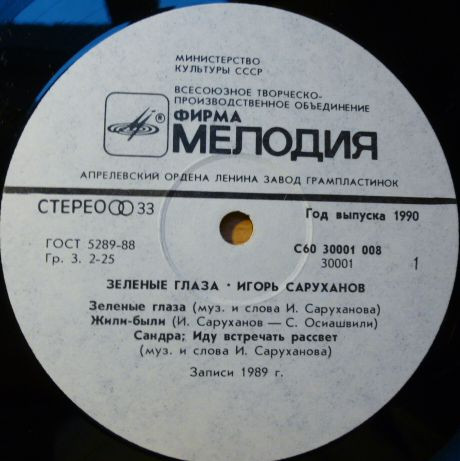 МИНИСТЕРСТВО
КУЛЬТУРЫ СССР
ВСЕСОЮЗНОЕ ТВОРЧЕСКО-
ПРОИЗВОДСТВЕННОЕ ОБЪЕДИНЕНИЕ
® ФИРМА
МЕЛОДИЯ
АПРЕЛЕВСКИЙ ОРДЕНА ЛЕНИНА ЗАВОД ГРАМПЛАСТИНОК
СТЕРЕО 33
Год выпуска 1990
ГОСТ 5289-88
С60 30001 008
Гр. 3. 2-25
30001
1
ЗЕЛЕНЫЕ ГЛАЗА · ИГОРЬ САРУХАНОВ
Зеленые глаза (муз. и слова И. Саруханова)
Жили-были (И. Саруханов — С. Осиашвили)
Сандра; Иду встречать рассвет
(муз. и слова И. Саруханова)
Записи 1989 г.